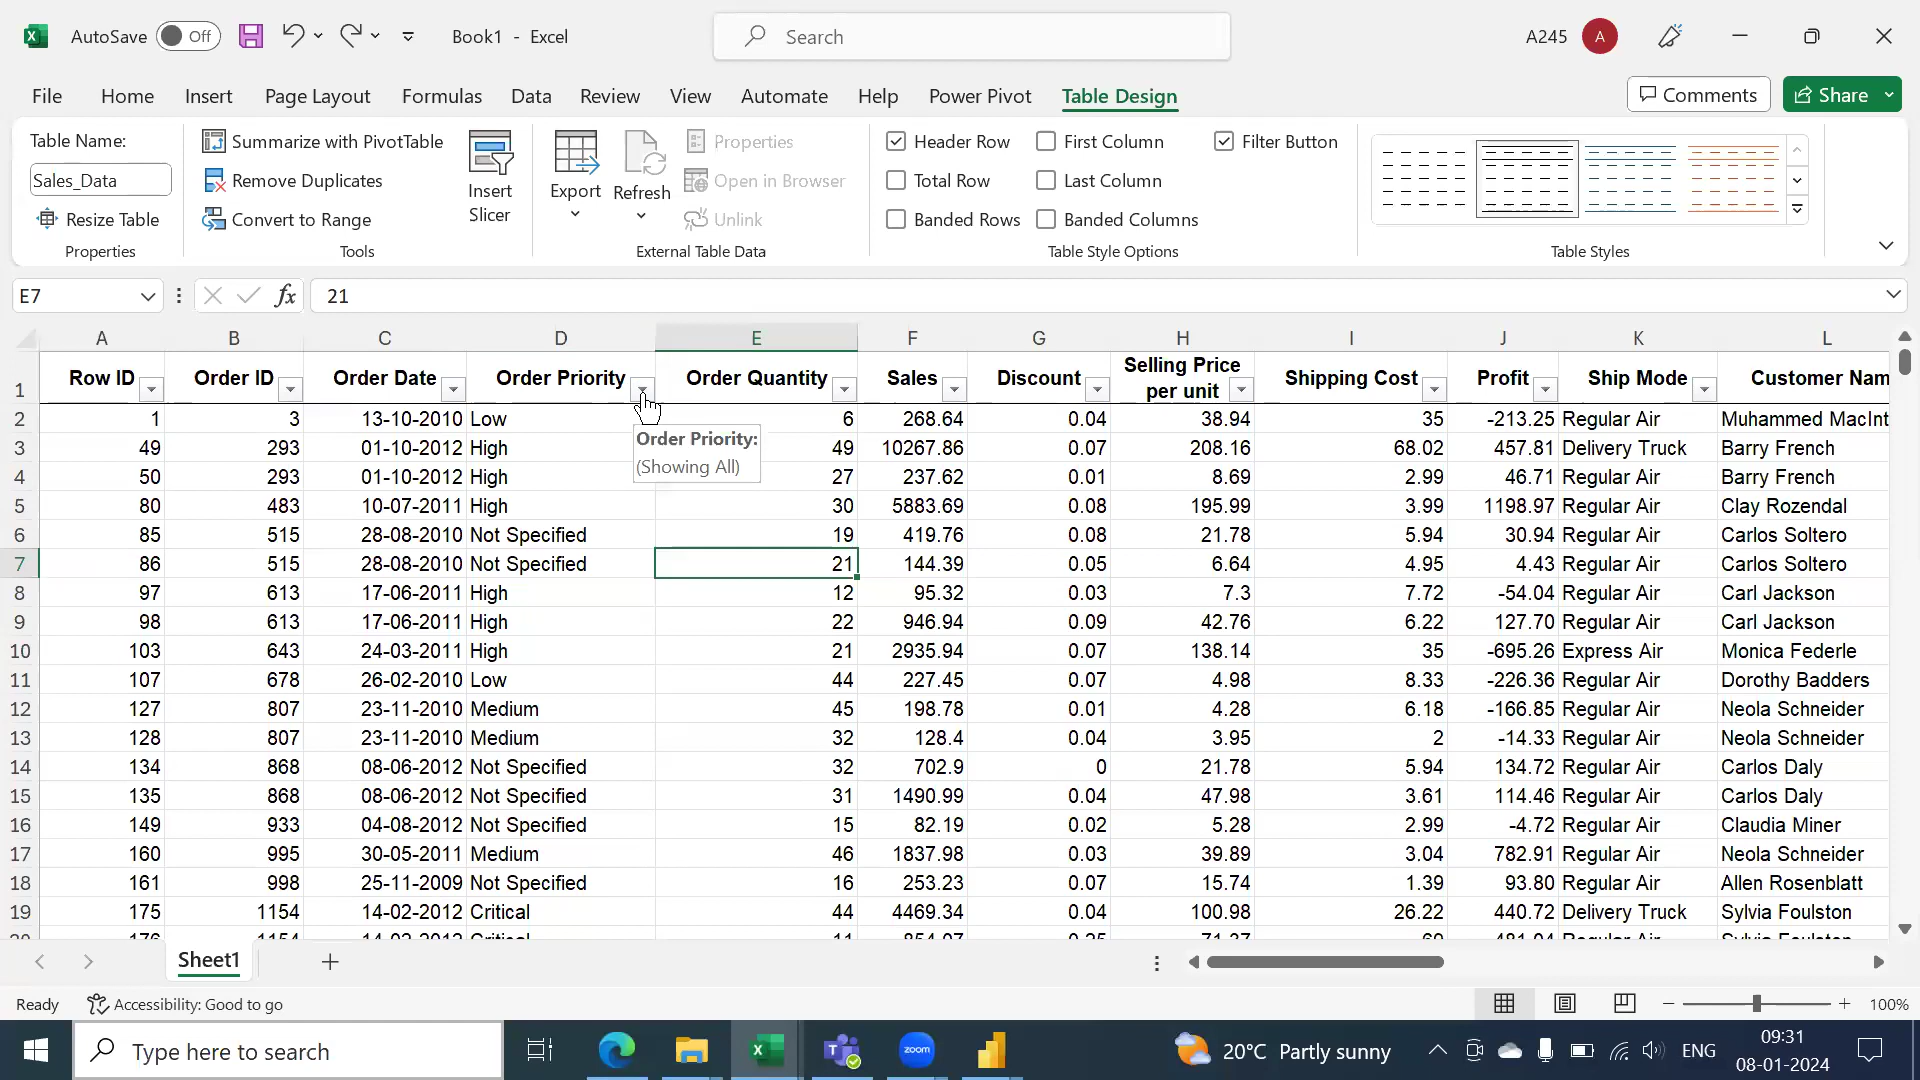 AutoSave Off Book1 - Excel Search A245 A
File Home Insert Page Layout Formulas Data Review View Automate Help Power Pivot Table Design Comments Share
Table Name:
Sales_Data
Resize Table
Properties
Summarize with PivotTable
Remove Duplicates
Convert to Range
Insert
Slicer
Tools
Export
Refresh
Properties
Open in Browser
Unlink
External Table Data
Header Row First Column Filter Button
Total Row Last Column
Banded Rows Banded Columns
Table Style Options
Table Styles
E7 fx 21
A B C D E F G H I J K L
1 Row ID Order ID Order Date Order Priority Order Quantity Sales Discount Selling Price per unit Shipping Cost Profit Ship Mode Customer Nam
2 1 3 13-10-2010 Low 6 268.64 0.04 38.94 35 -213.25 Regular Air Muhammed MacInt
3 49 293 01-10-2012 High 49 10267.86 0.07 208.16 68.02 457.81 Delivery Truck Barry French
4 50 293 01-10-2012 High 27 237.62 0.01 8.69 2.99 46.71 Regular Air Barry French
5 80 483 10-07-2011 High 30 5883.69 0.08 195.99 3.99 1198.97 Regular Air Clay Rozendal
6 85 515 28-08-2010 Not Specified 19 419.76 0.08 21.78 5.94 30.94 Regular Air Carlos Soltero
7 86 515 28-08-2010 Not Specified 21 144.39 0.05 6.64 4.95 4.43 Regular Air Carlos Soltero
8 97 613 17-06-2011 High 12 95.32 0.03 7.3 7.72 -54.04 Regular Air Carl Jackson
9 98 613 17-06-2011 High 22 946.94 0.09 42.76 6.22 127.70 Regular Air Carl Jackson
10 103 643 24-03-2011 High 21 2935.94 0.07 138.14 35 -695.26 Express Air Monica Federle
11 107 678 26-02-2010 Low 44 227.45 0.07 4.98 8.33 -226.36 Regular Air Dorothy Badders
12 127 807 23-11-2010 Medium 45 198.78 0.01 4.28 6.18 -166.85 Regular Air Neola Schneider
13 128 807 23-11-2010 Medium 32 128.4 0.04 3.95 2 -14.33 Regular Air Neola Schneider
14 134 868 08-06-2012 Not Specified 32 702.9 0 21.78 5.94 134.72 Regular Air Carlos Daly
15 135 868 08-06-2012 Not Specified 31 1490.99 0.04 47.98 3.61 114.46 Regular Air Carlos Daly
16 149 933 04-08-2012 Not Specified 15 82.19 0.02 5.28 2.99 -4.72 Regular Air Claudia Miner
17 160 995 30-05-2011 Medium 46 1837.98 0.03 39.89 3.04 782.91 Regular Air Neola Schneider
18 161 998 25-11-2009 Not Specified 16 253.23 0.07 15.74 1.39 93.80 Regular Air Allen Rosenblatt
19 175 1154 14-02-2012 Critical 44 4469.34 0.04 100.98 26.22 440.72 Delivery Truck Sylvia Foulston
Order Priority:
(Showing All)
Sheet1
Ready Accessibility: Good to go 100%
Type here to search zoom 20°C Partly sunny ENG 09:31
08-01-2024